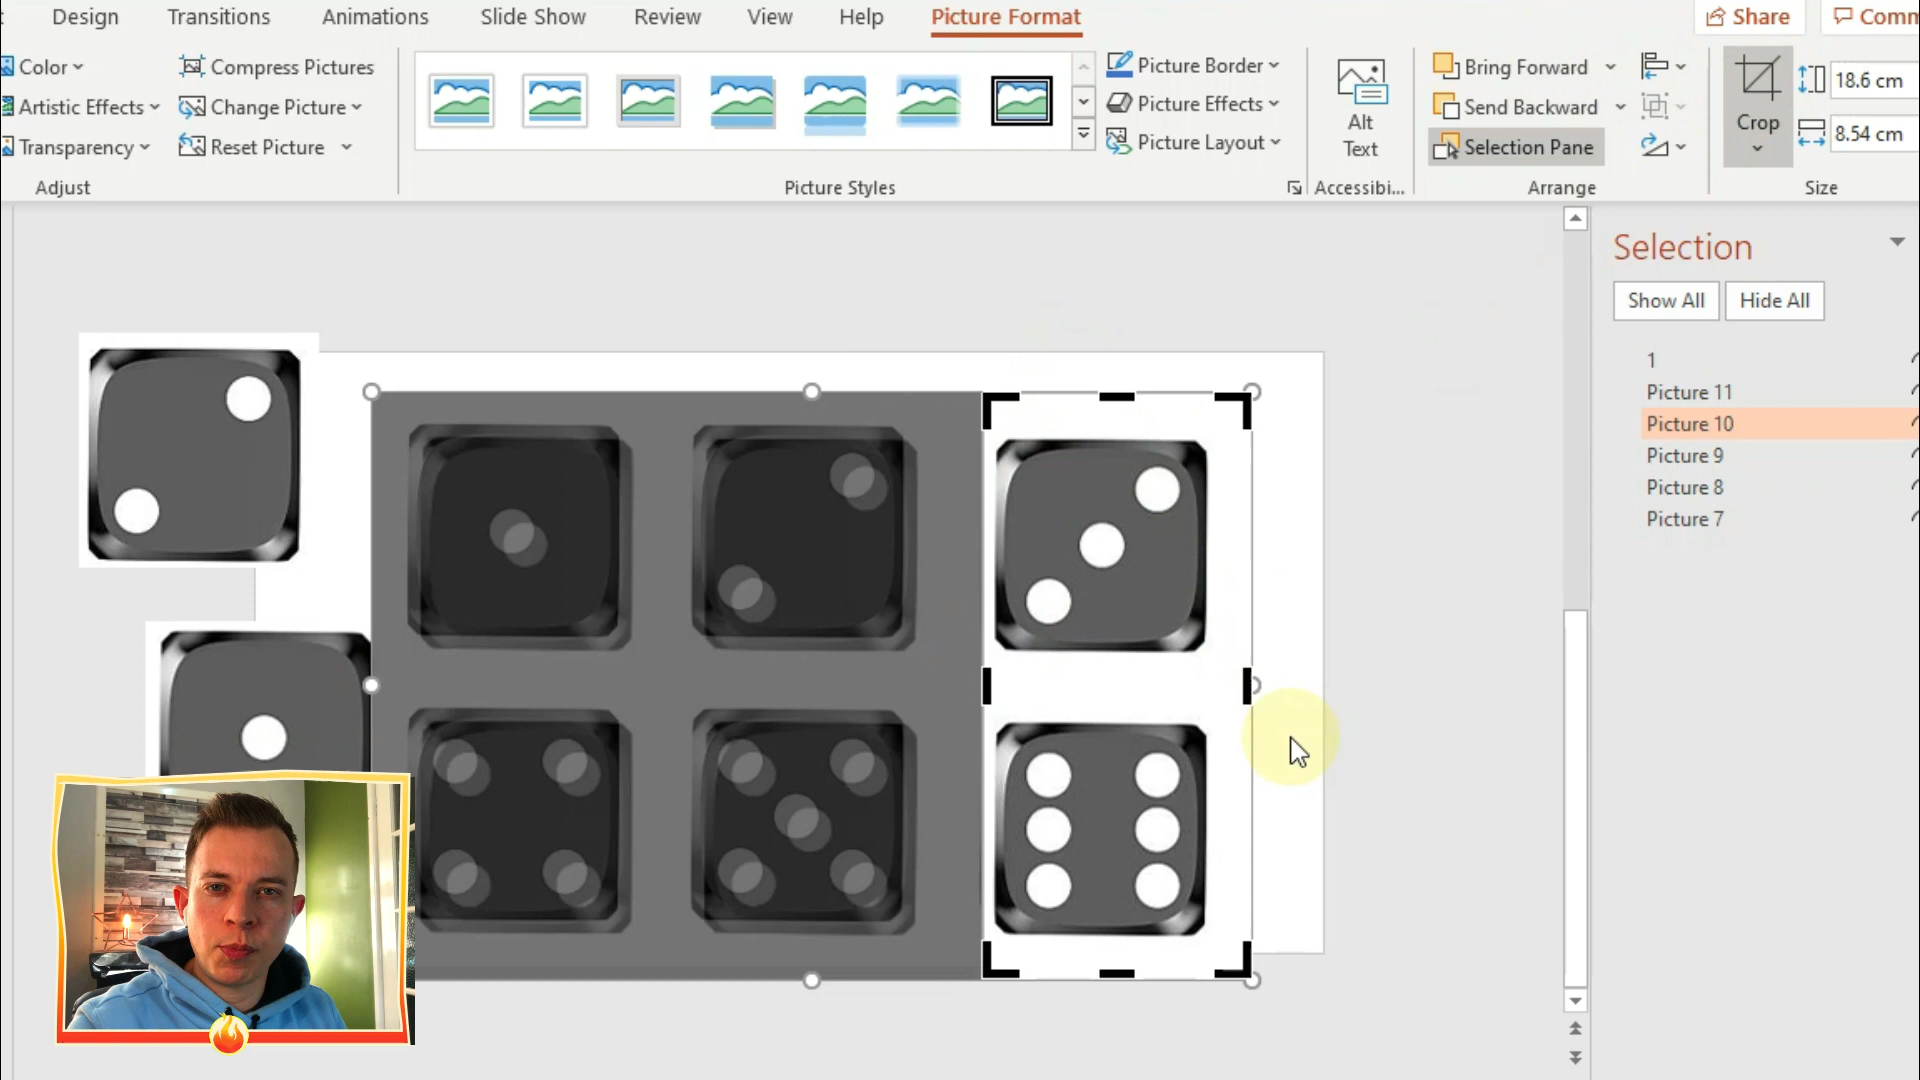 Design Transitions Animations Slide Show Review View Help Picture Format Share Comm
Color Compress Pictures
Artistic Effects Change Picture
Transparency Reset Picture
Adjust
Picture Border
Picture Effects
Picture Layout
Picture Styles
Alt
Text
Accessibi...
Bring Forward
Send Backward
Selection Pane
Arrange
Crop
18.6 cm
8.54 cm
Size
Selection
Show All Hide All
1
Picture 11
Picture 10
Picture 9
Picture 8
Picture 7